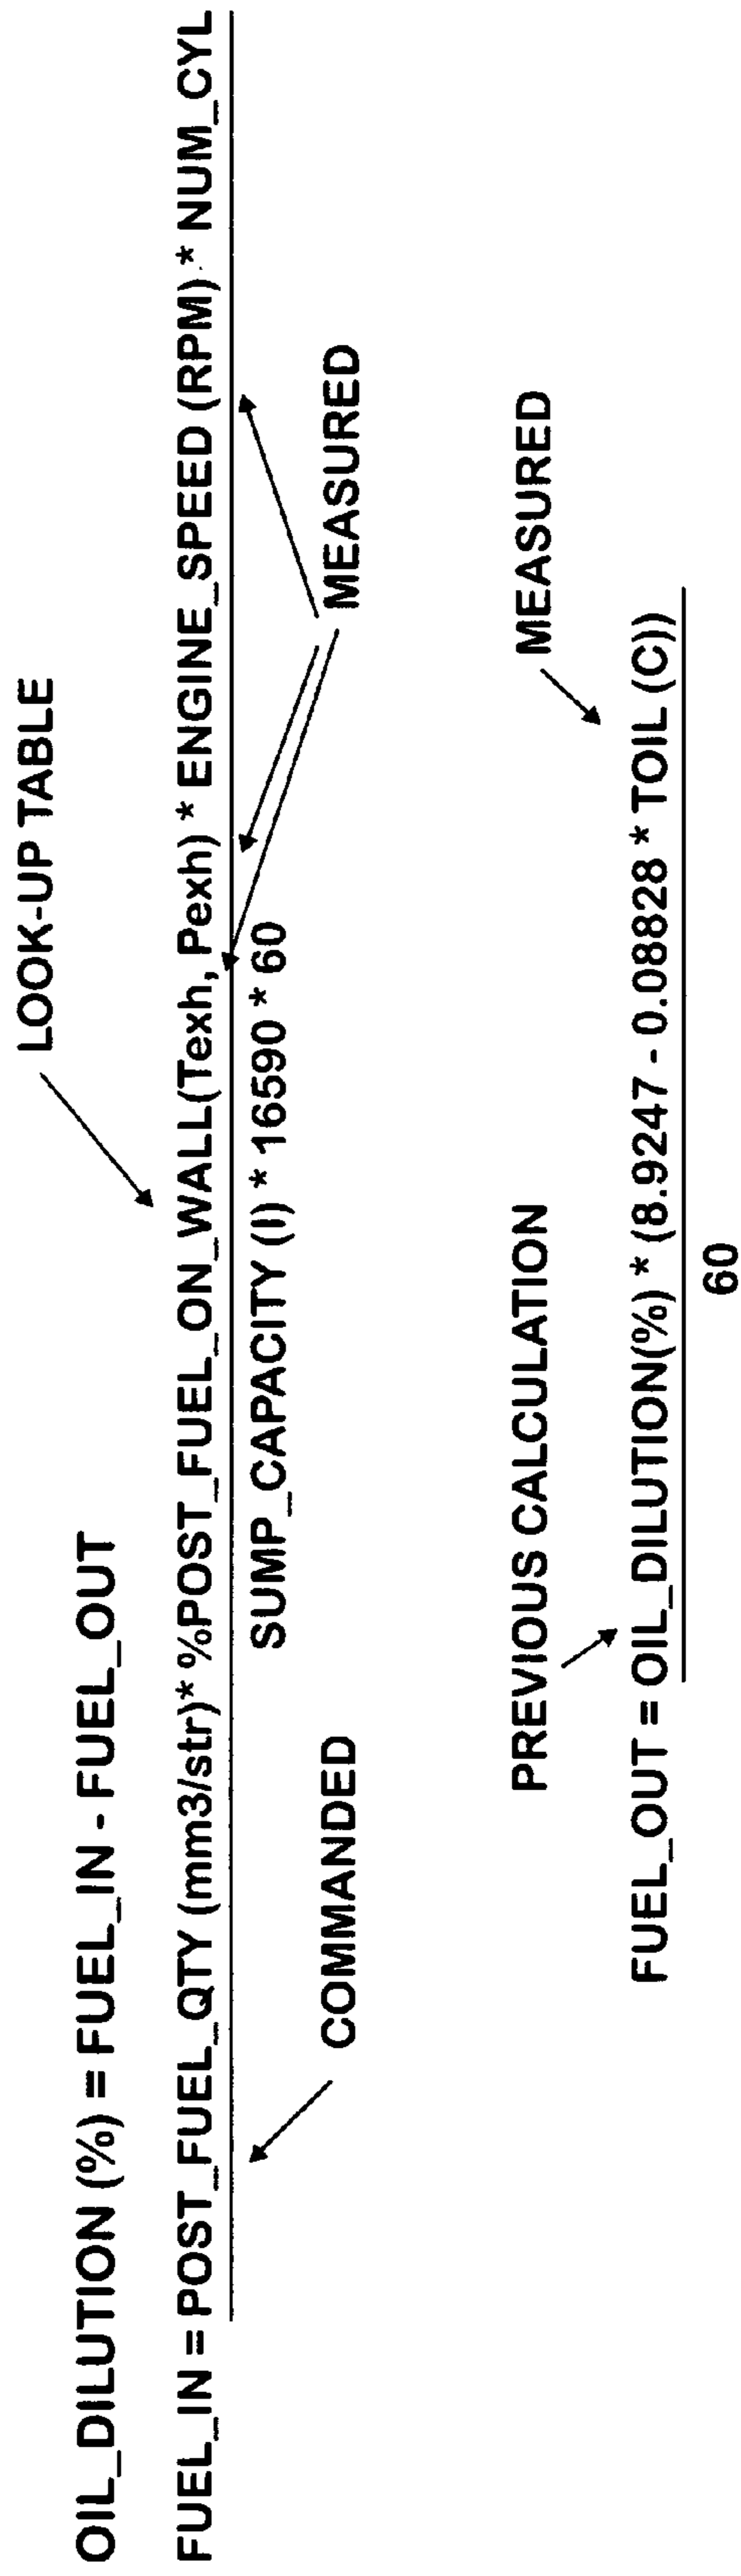 LOOK-UP TABLE
OIL_DILUTION (%) = FUEL_IN - FUEL_OUT
FUEL_IN = POST_FUEL_QTY (mm3/str)* %POST_FUEL_ON_WALL(Texh, Pexh) * ENGINE_SPEED (RPM) * NUM_CYL
SUMP_CAPACITY (l) * 16590 * 60
COMMANDED
MEASURED
PREVIOUS CALCULATION
MEASURED
FUEL_OUT = OIL_DILUTION(%) * (8.9247 - 0.08828 * TOIL (C))
60